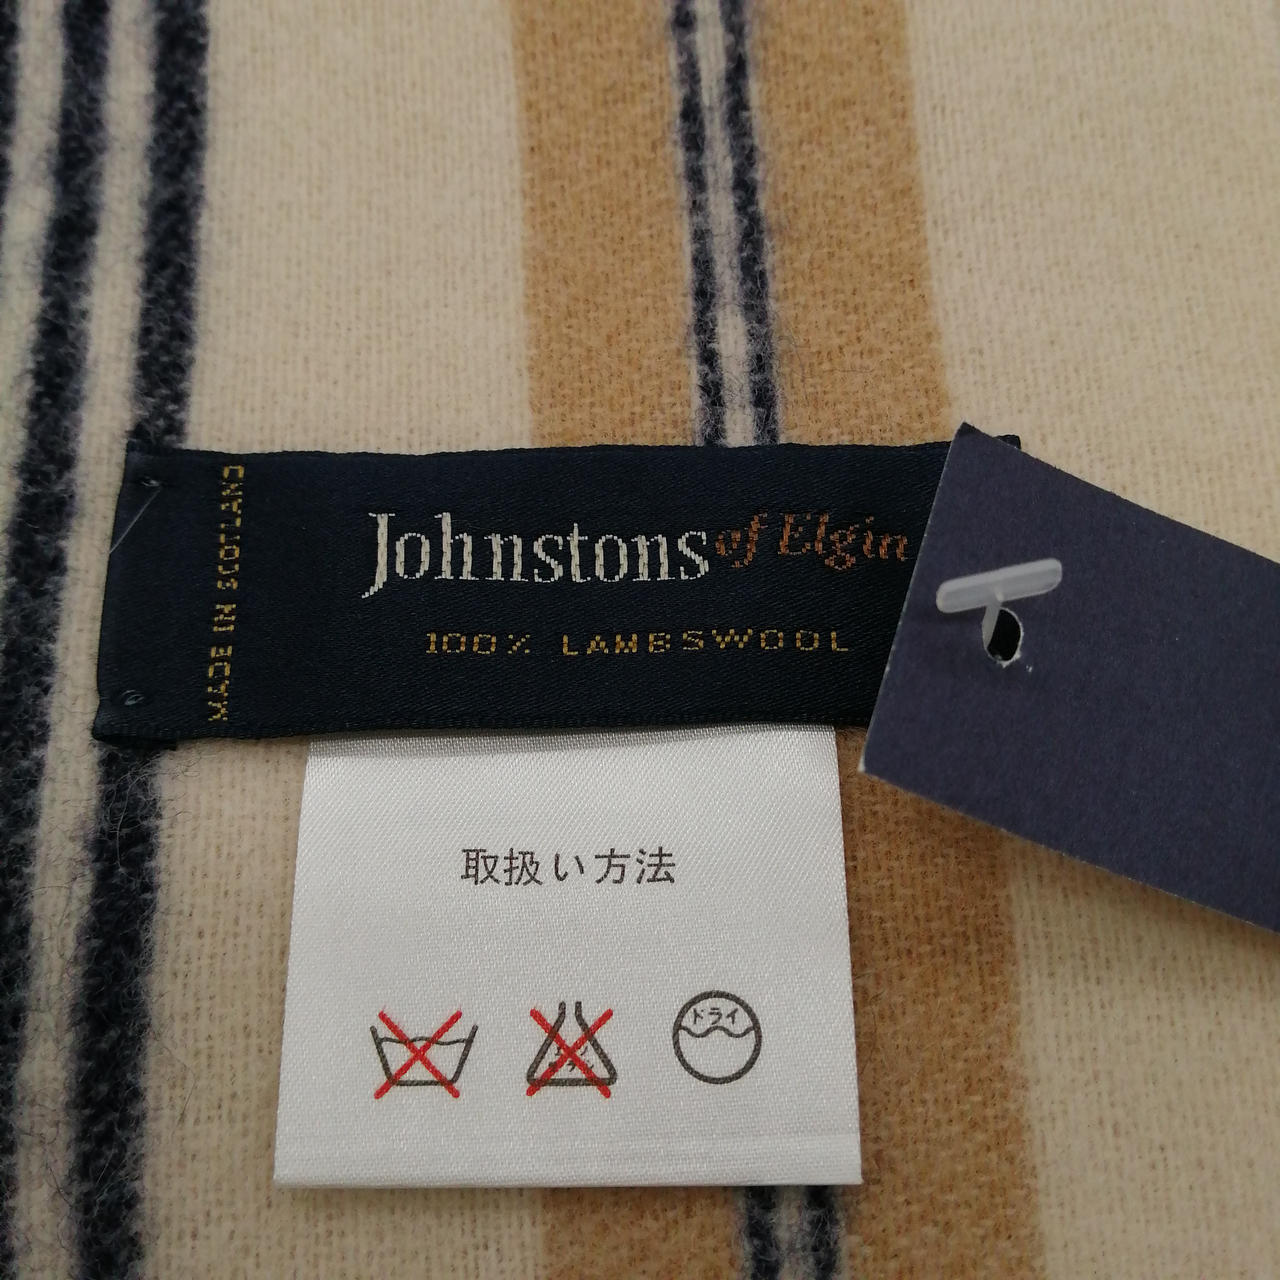 MADE IN SCOTLAND
Johnstons of Elgin
100% LAMBSWOOL
取扱い方法
ドライ